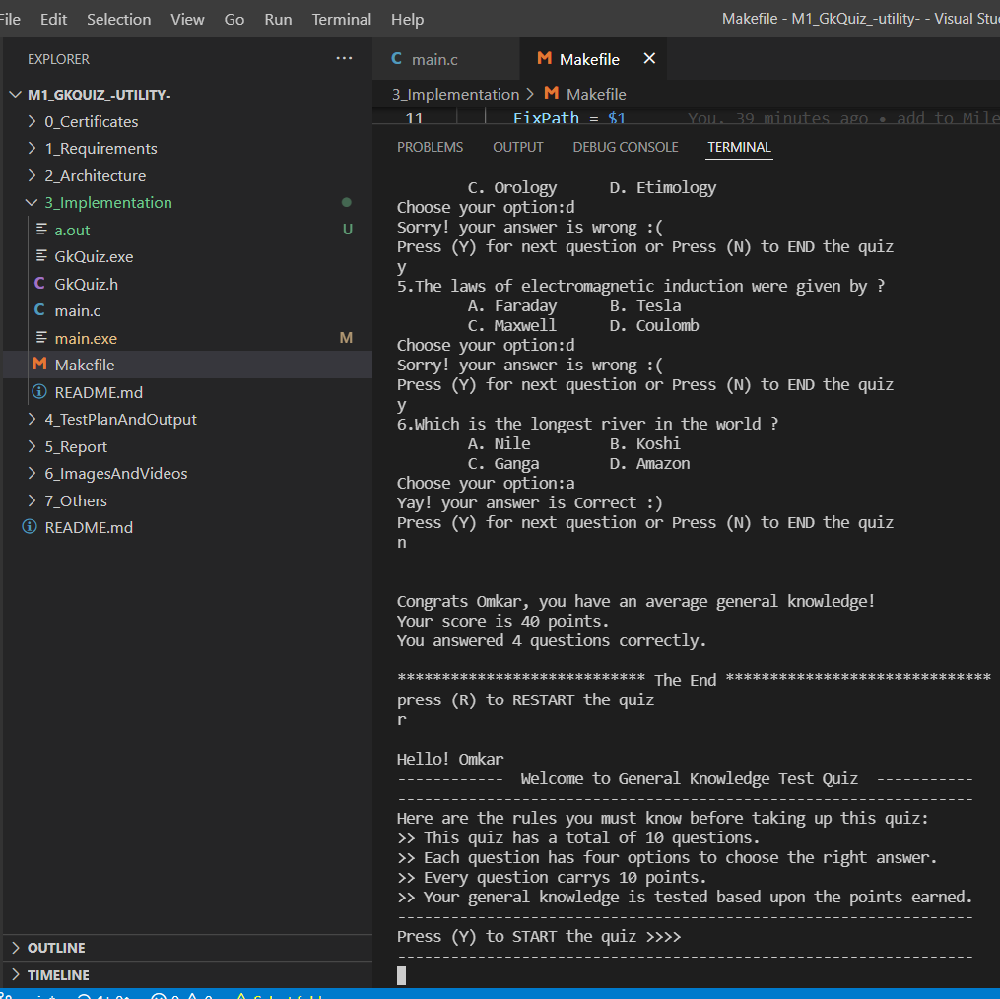 File Edit Selection View Go Run Terminal Help Makefile - M1_GkQuiz_-utility- - Visual
EXPLORER ···
M1_GKQUIZ_-UTILITY-
0_Certificates
1_Requirements
2_Architecture
3_Implementation
a.out U
GkQuiz.exe
C GkQuiz.h
C main.c
main.exe M
M Makefile
README.md
4_TestPlanAndOutput
5_Report
6_ImagesAndVideos
7_Others
README.md
OUTLINE
TIMELINE
C main.c M Makefile ×
3_Implementation > M Makefile
11 FixPath = $1 You, 39 minutes ago • add to
PROBLEMS OUTPUT DEBUG CONSOLE TERMINAL
C. Orology D. Etimology
Choose your option:d
Sorry! your answer is wrong :(
Press (Y) for next question or Press (N) to END the quiz
y
5.The laws of electromagnetic induction were given by ?
A. Faraday B. Tesla
C. Maxwell D. Coulomb
Choose your option:d
Sorry! your answer is wrong :(
Press (Y) for next question or Press (N) to END the quiz
y
6.Which is the longest river in the world ?
A. Nile B. Koshi
C. Ganga D. Amazon
Choose your option:a
Yay! your answer is Correct :)
Press (Y) for next question or Press (N) to END the quiz
n
Congrats Omkar, you have an average general knowledge!
Your score is 40 points.
You answered 4 questions correctly.
**************************** The End ******************************
press (R) to RESTART the quiz
r
Hello! Omkar
------------ Welcome to General Knowledge Test Quiz -----------
-----------------------------------------------------------------
Here are the rules you must know before taking up this quiz:
>> This quiz has a total of 10 questions.
>> Each question has four options to choose the right answer.
>> Every question carrys 10 points.
>> Your general knowledge is tested based upon the points earned.
-----------------------------------------------------------------
Press (Y) to START the quiz >>>>
-----------------------------------------------------------------